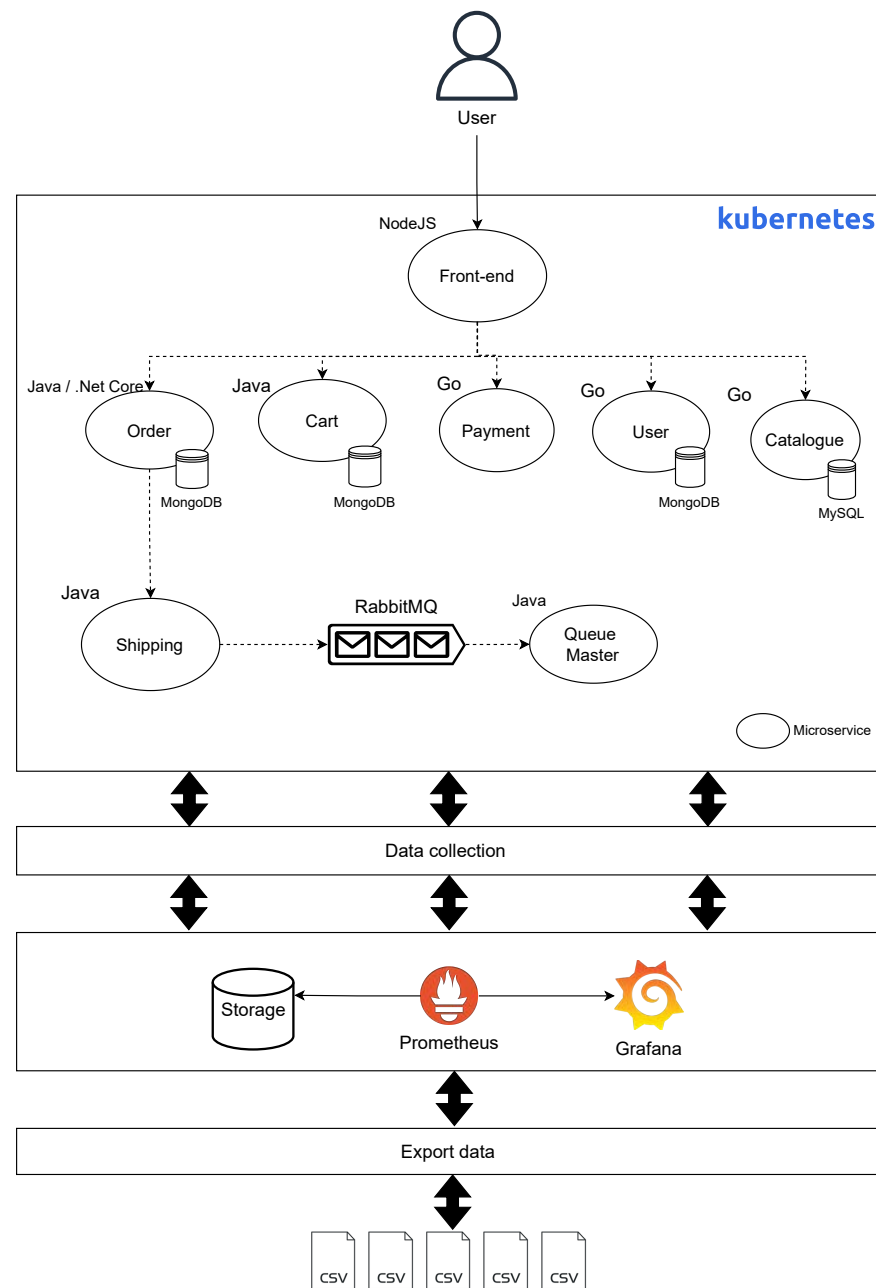 User
kubernetes
NodeJS
Front-end
Java / .Net Core
Java
Go
Go
Go
Order
Cart
Payment
User
Catalogue
MongoDB
MongoDB
MongoDB
MySQL
Java
RabbitMQ
Java
Shipping
Queue
Master
Microservice
Data collection
Storage
Prometheus
Grafana
Export data
CSV
CSV
CSV
CSV
CSV